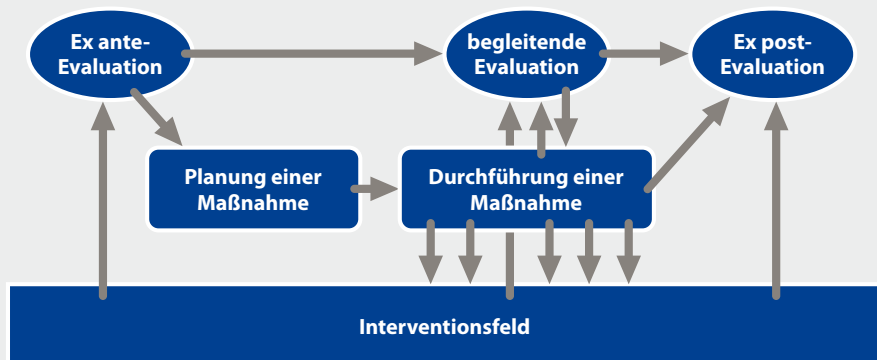 Ex ante-
Evaluation
begleitende
Evaluation
Ex post-
Evaluation
Planung einer
Maßnahme
Durchführung einer
Maßnahme
Interventionsfeld